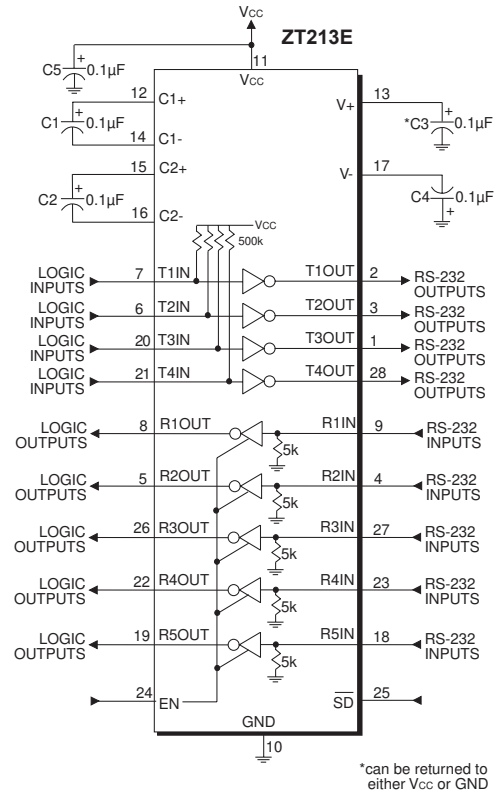 Vcc
ZT213E
11
Vcc
C5 + 0.1µF
12 C1+
C1 + 0.1µF
14 C1-
15 C2+
C2 + 0.1µF
16 C2-
V+ 13
*C3 + 0.1µF
V- 17
C4 0.1µF
+
Vcc
500k
LOGIC INPUTS 7 T1IN T1OUT 2 RS-232 OUTPUTS
LOGIC INPUTS 6 T2IN T2OUT 3 RS-232 OUTPUTS
LOGIC INPUTS 20 T3IN T3OUT 1 RS-232 OUTPUTS
LOGIC INPUTS 21 T4IN T4OUT 28 RS-232 OUTPUTS
LOGIC OUTPUTS 8 R1OUT R1IN 9 RS-232 INPUTS
5k
LOGIC OUTPUTS 5 R2OUT R2IN 4 RS-232 INPUTS
5k
LOGIC OUTPUTS 26 R3OUT R3IN 27 RS-232 INPUTS
5k
LOGIC OUTPUTS 22 R4OUT R4IN 23 RS-232 INPUTS
5k
LOGIC OUTPUTS 19 R5OUT R5IN 18 RS-232 INPUTS
5k
24 EN S̅D̅ 25
GND
10
*can be returned to
either Vcc or GND